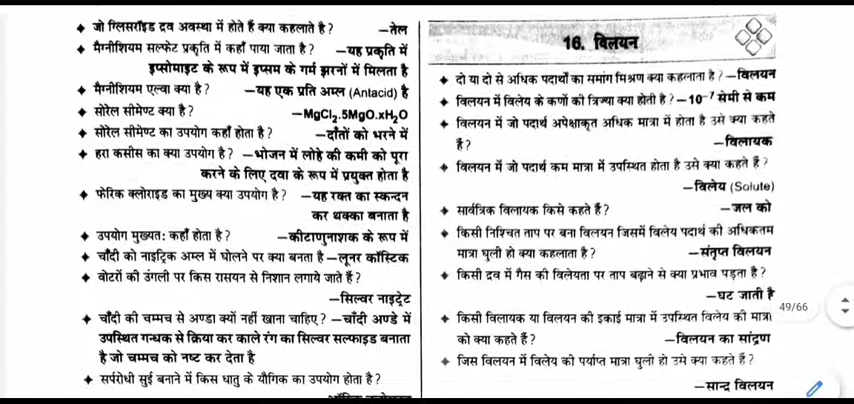 जो ग्लिसरॉइड द्रव अवस्था में होते हैं क्या कहलाते है? —तेल
मैग्नीशियम सल्फेट प्रकृति में कहाँ पाया जाता है? —यह प्रकृति में
इप्सोमाइट के रूप में इप्सम के गर्म झरनों में मिलता है
मैग्नीशियम एल्वा क्या है? —यह एक प्रति अम्ल (Antacid) है
सोरेल सीमेण्ट क्या है? —MgCl₂.5MgO.xH₂O
सोरेल सीमेण्ट का उपयोग कहाँ होता है? —दाँतों को भरने में
हरा कसीस का क्या उपयोग है? —भोजन में लोहे की कमी को पूरा
करने के लिए दवा के रूप में प्रयुक्त होता है
फेरिक क्लोराइड का मुख्य क्या उपयोग है? —यह रक्त का स्कन्दन
कर थक्का बनाता है
उपयोग मुख्यत: कहाँ होता है? —कीटाणुनाशक के रूप में
चाँदी को नाइट्रिक अम्ल में घोलने पर क्या बनता है —लूनर कॉस्टिक
वोटरों की उंगली पर किस रासयन से निशान लगाये जाते हैं?
—सिल्वर नाइट्रेट
चाँदी की चम्मच से अण्डा क्यों नहीं खाना चाहिए? —चाँदी अण्डे में
उपस्थित गन्धक से क्रिया कर काले रंग का सिल्वर सल्फाइड बनाता
है जो चम्मच को नष्ट कर देता है
सर्परोधी सुई बनाने में किस धातु के यौगिक का उपयोग होता है?
16. विलयन
दो या दो से अधिक पदार्थों का समांग मिश्रण क्या कहलाता है? —विलयन
विलयन में विलेय के कणों की त्रिज्या क्या होती है? —10⁻⁷ सेमी से कम
विलयन में जो पदार्थ अपेक्षाकृत अधिक मात्रा में होता है उसे क्या कहते
हैं? —विलायक
विलयन में जो पदार्थ कम मात्रा में उपस्थित होता है उसे क्या कहते हैं?
—विलेय (Solute)
सार्वत्रिक विलायक किसे कहते हैं? —जल को
किसी निश्चित ताप पर बना विलयन जिसमें विलेय पदार्थ की अधिकतम
मात्रा घुली हो क्या कहलाता है? —संतृप्त विलयन
किसी द्रव में गैस की विलेयता पर ताप बढ़ाने से क्या प्रभाव पड़ता है?
—घट जाती है
49/66
किसी विलायक या विलयन की इकाई मात्रा में उपस्थित विलेय की मात्रा
को क्या कहते हैं? —विलयन का सांद्रण
जिस विलयन में विलेय की पर्याप्त मात्रा घुली हो उसे क्या कहते हैं?
—सान्द्र विलयन